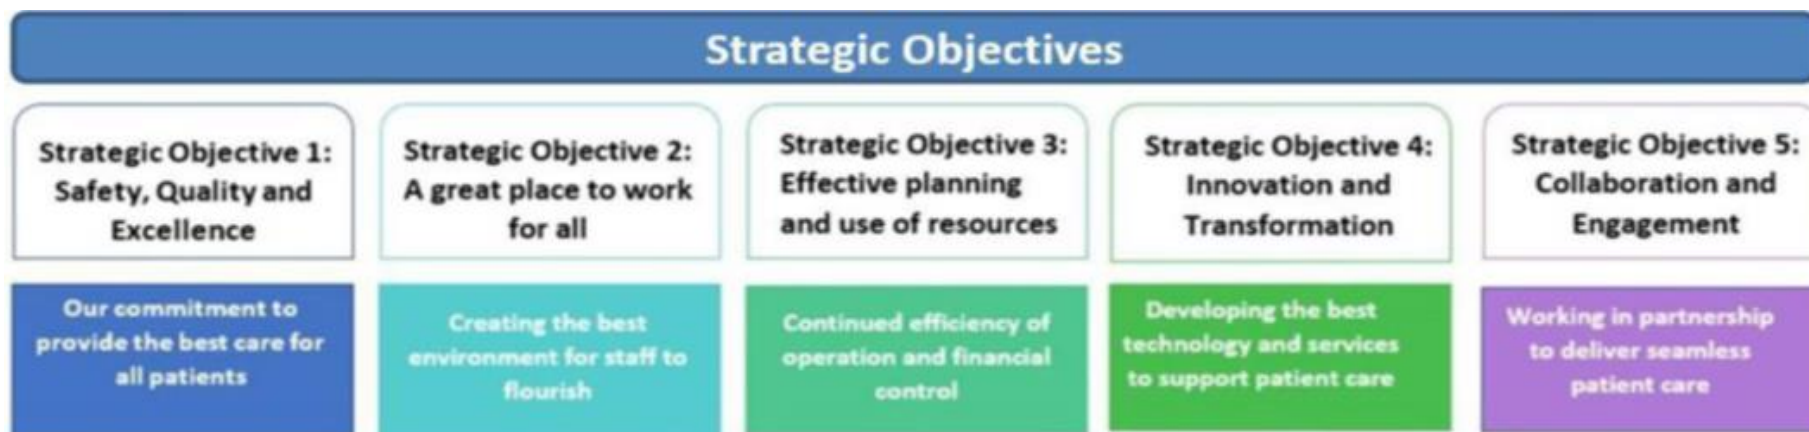 Strategic Objectives
Strategic Objective 1:
Safety, Quality and
Excellence
Our commitment to
provide the best care for
all patients
Strategic Objective 2:
A great place to work
for all
Creating the best
environment for staff to
flourish
Strategic Objective 3:
Effective planning
and use of resources
Continued efficiency of
operation and financial
control
Strategic Objective 4:
Innovation and
Transformation
Developing the best
technology and services
to support patient care
Strategic Objective 5:
Collaboration and
Engagement
Working in partnership
to deliver seamless
patient care